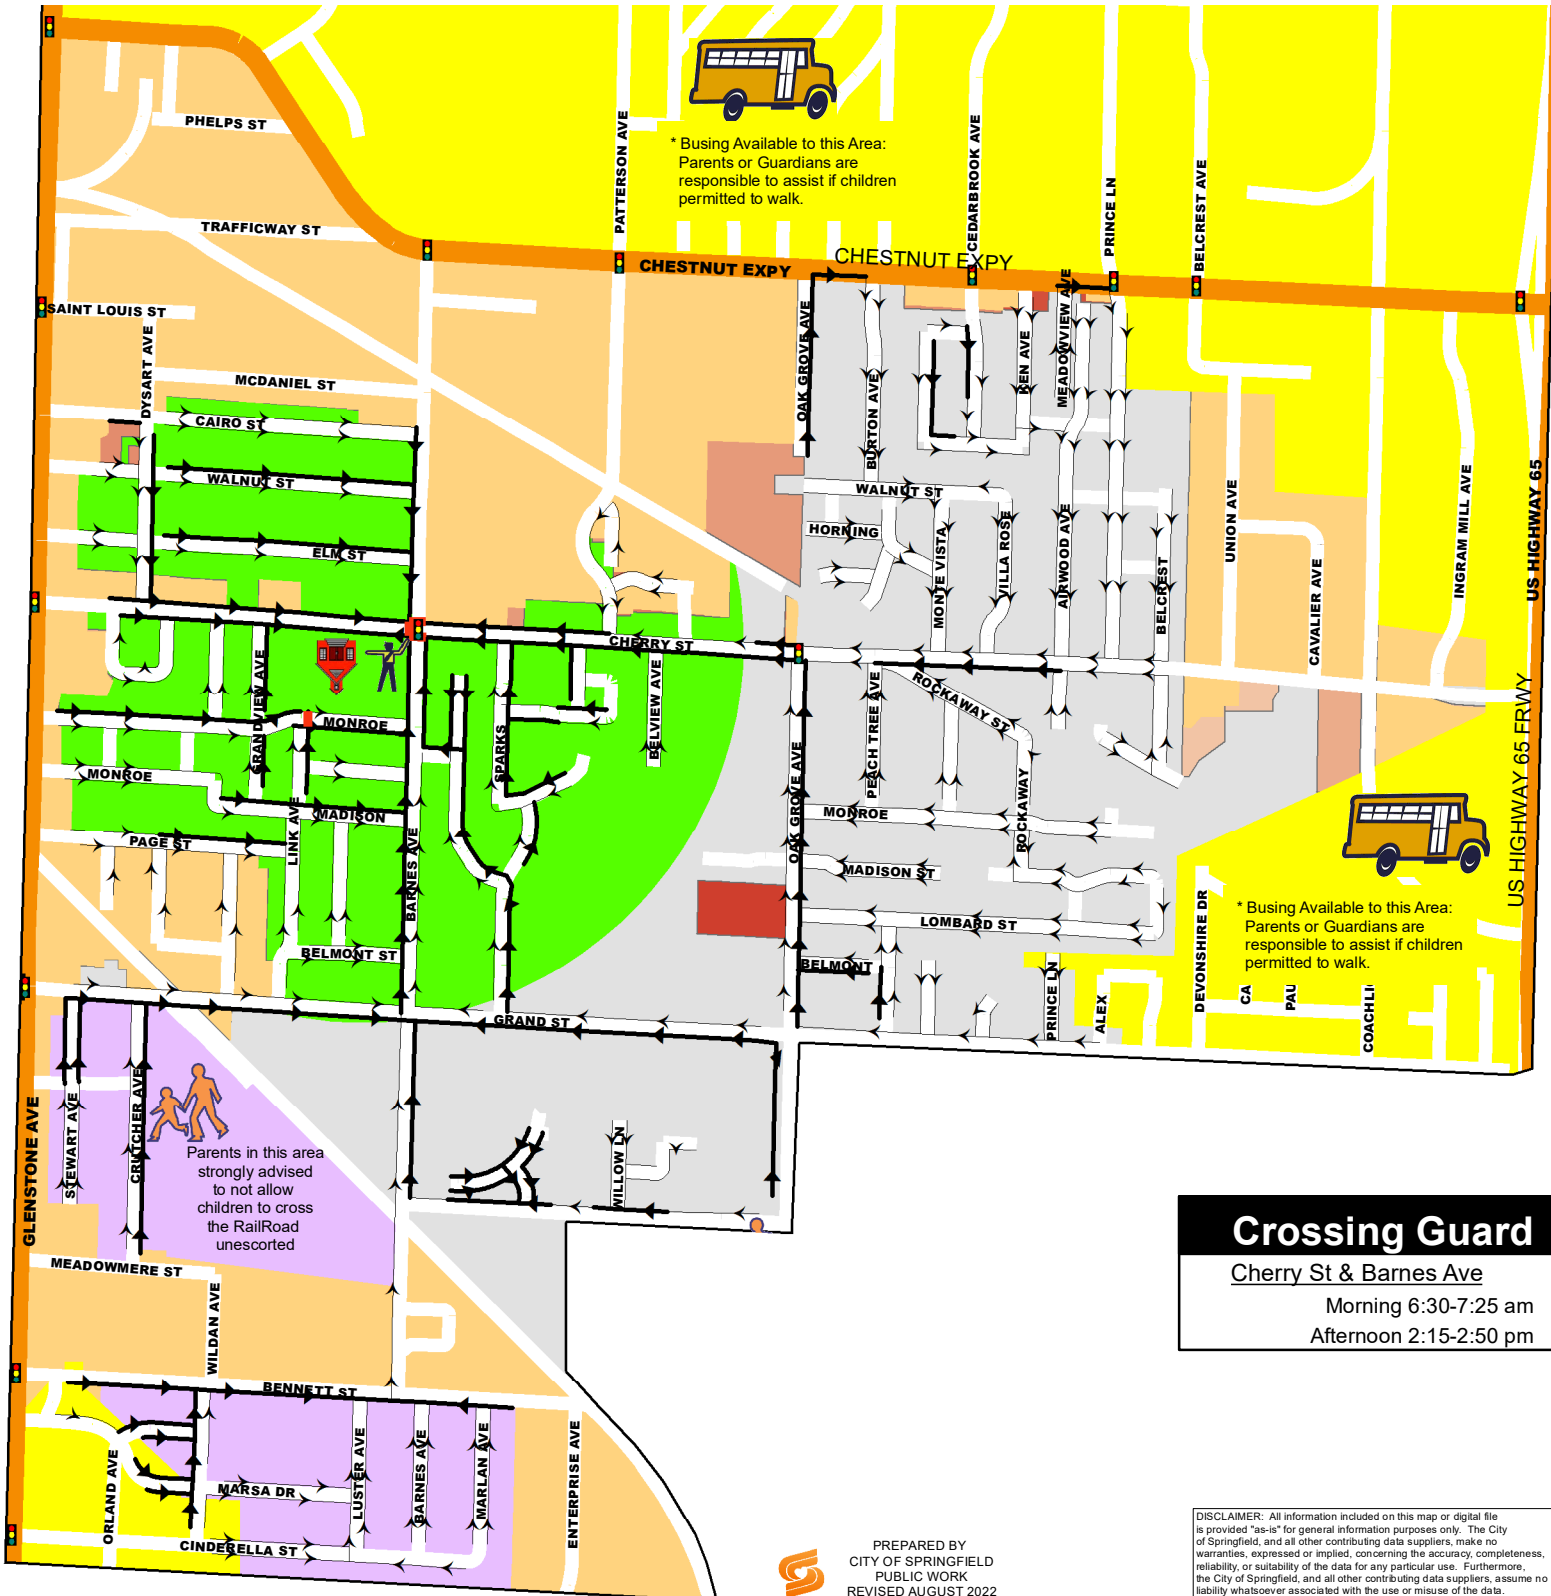 PHELPS ST
PATTERSON AVE
* Busing Available to this Area:
Parents or Guardians are
responsible to assist if children
permitted to walk.
CEDARBROOK AVE
PRINCE LN
BELCREST AVE
TRAFFICWAY ST
CHESTNUT EXPY
CHESTNUT EXPY
SAINT LOUIS ST
DYSART AVE
MCDANIEL ST
CAIRO ST
WALNUT ST
ELM ST
OAK GROVE AVE
BURTON AVE
KEN AVE
MEADOWVIEW AVE
WALNUT ST
HORNING
MONTE VISTA
VILLA ROSE
AIRWOOD AVE
BELCREST
UNION AVE
CAVALIER AVE
INGRAM MILL AVE
US HIGHWAY 65
US HIGHWAY 65 FRWY
CHERRY ST
GRANDVIEW AVE
MONROE
SPARKS
BELVIEW AVE
PEACH TREE AVE
ROCKAWAY ST
MONROE
LINK AVE
MADISON
PAGE ST
BARNES AVE
OAK GROVE AVE
MONROE
ROCKAWAY
MADISON ST
LOMBARD ST
BELMONT ST
BELMONT
GRAND ST
PRINCE LN
ALEX
DEVONSHIRE DR
* Busing Available to this Area:
Parents or Guardians are
responsible to assist if children
permitted to walk.
CA
PAU
COACHLI
GLENSTONE AVE
STEWART AVE
CRUTCHER AVE
Parents in this area
strongly advised
to not allow
children to cross
the RailRoad
unescorted
WILLOW LN
MEADOWMERE ST
WILDAN AVE
BENNETT ST
ORLAND AVE
MARSA DR
LUSTER AVE
BARNES AVE
MARLAN AVE
ENTERPRISE AVE
CINDERELLA ST
Crossing Guard
Cherry St & Barnes Ave
Morning 6:30-7:25 am
Afternoon 2:15-2:50 pm
PREPARED BY
CITY OF SPRINGFIELD
PUBLIC WORK
REVISED AUGUST 2022
DISCLAIMER: All information included on this map or digital file
is provided "as-is" for general information purposes only. The City
of Springfield, and all other contributing data suppliers, make no
warranties, expressed or implied, concerning the accuracy, completeness,
reliability, or suitability of the data for any particular use. Furthermore,
the City of Springfield, and all other contributing data suppliers, assume no
liability whatsoever associated with the use or misuse of the data.